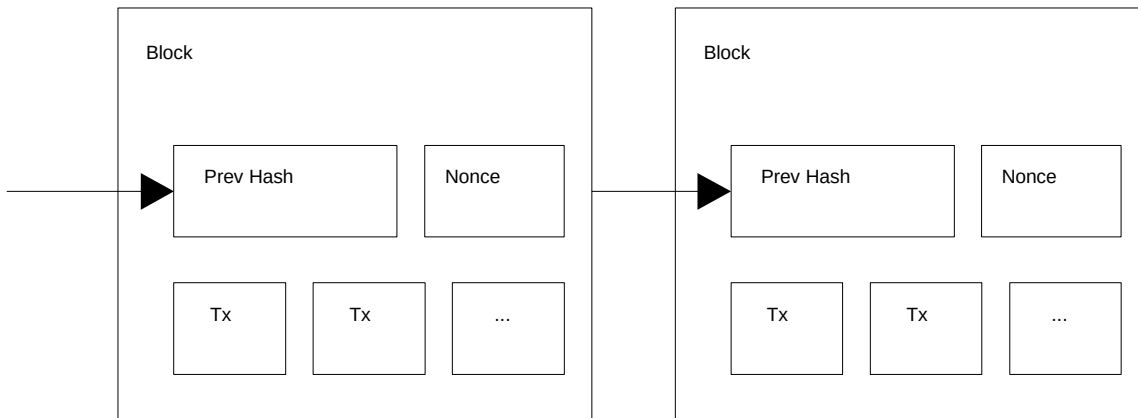 Block
Prev Hash
Nonce
Tx
Tx
...
Block
Prev Hash
Nonce
Tx
Tx
...